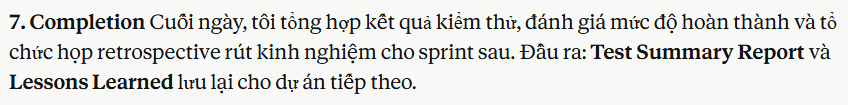 7. Completion Cuối ngày, tôi tổng hợp kết quả kiểm thử, đánh giá mức độ hoàn thành và tổ
chức họp retrospective rút kinh nghiệm cho sprint sau. Đầu ra: Test Summary Report và
Lessons Learned lưu lại cho dự án tiếp theo.